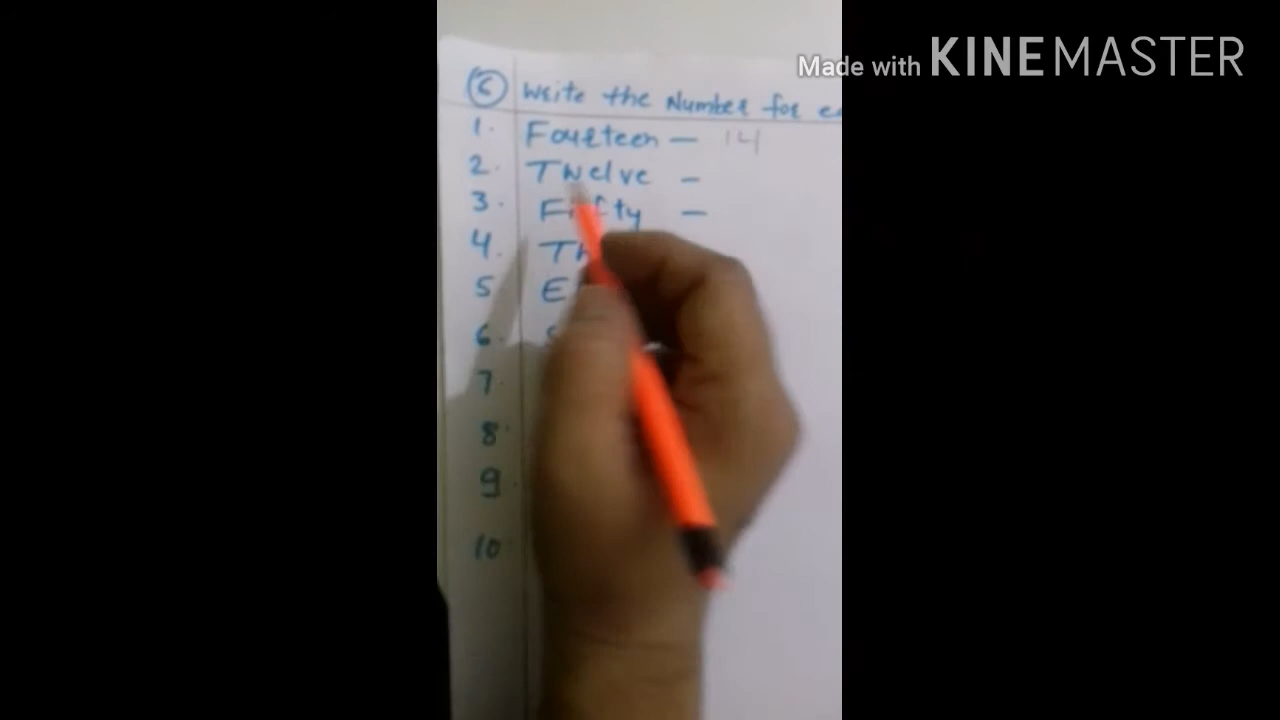 Made with KINEMASTER
C Write the Number for
1. Fourteen - 14
2. Twelve -
3. Fifty -
4.
5
6.
7.
8.
9.
10